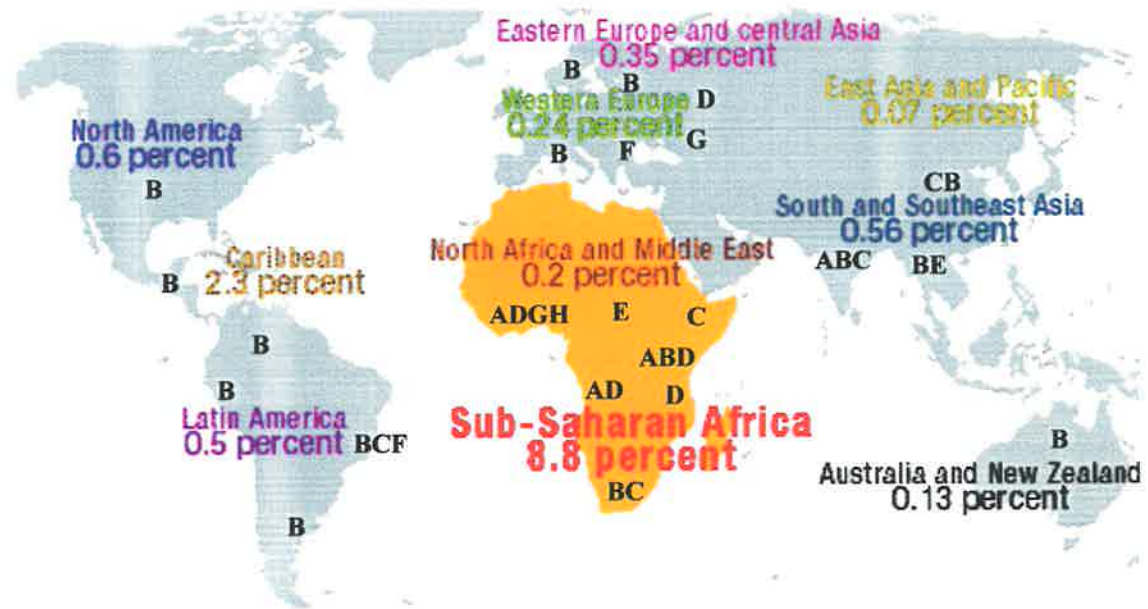 Eastern Europe and central Asia
0.35 percent
B
B
Western Europe
D
East Asia and Pacific
0.24 percent
0.07 percent
North America
0.6 percent
G
B
F
B
CB
South and Southeast Asia
0.56 percent
Caribbean
2.3 percent
North Africa and Middle East
0.2 percent
ABC
BE
B
ADGH
E
C
B
ABD
B
AD
D
Latin America
0.5 percent
BCF
Sub-Saharan Africa
8.8 percent
B
Australia and New Zealand
0.13 percent
BC
B